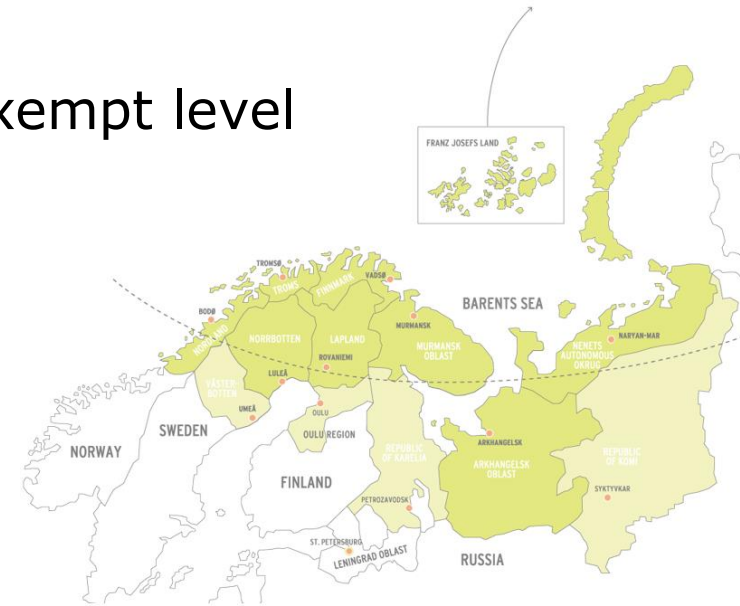 xempt level
FRANZ JOSEFS LAND
TROMSØ
TROMS
FINNMARK
VADSØ
BARENTS SEA
BODØ
NORDLAND
NORRBOTTEN
LAPLAND
MURMANSK
MURMANSK
OBLAST
NARYAN-MAR
NENETS
AUTONOMOUS
OKRUG
ROVANIEMI
LULEÅ
VÄSTER
BOTTEN
UMEÅ
OULU
OULU REGION
SWEDEN
NORWAY
FINLAND
REPUBLIC
OF KARELIA
ARKHANGELSK
ARKHANGELSK
OBLAST
REPUBLIC
OF KOMI
SYKTYVKAR
PETROZAVODSK
ST. PETERSBURG
LENINGRAD OBLAST
RUSSIA